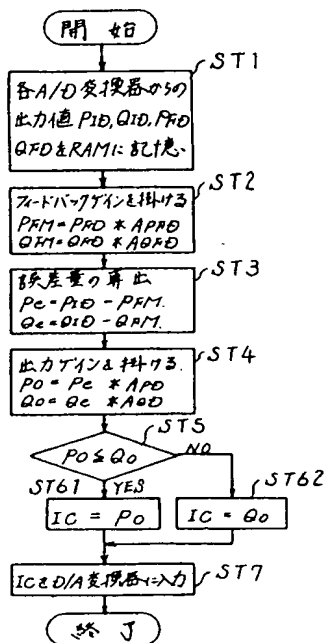 開始
ST1
各A/D変換器からの
出力値PID,QID,PFD
QFDをRAMに記憶
ST2
フィードバックゲインを掛ける
PFM=PFD*APFD
QFM=QFD*AQFD
ST3
誤差量の算出
Pe=PID-PFM.
Qe=QID-QFM.
ST4
出力ゲインを掛ける.
PO=Pe*APD
QO=Qe*AQD
ST5
PO≦QO
NO
ST61
YES
ST62
IC=PO
IC=QO
ICをD/A変換器に入力
ST7
終了